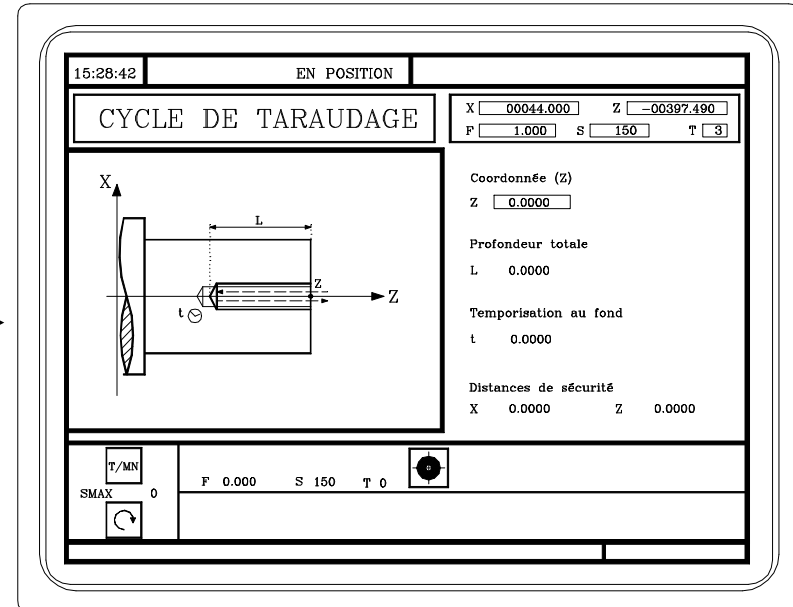 15:28:42 EN POSITION
CYCLE DE TARAUDAGE
X 00044.000 Z -00397.490
F 1.000 S 150 T 3
X
L
Z
Z
t
Coordonnée (Z)
Z 0.0000
Profondeur totale
L 0.0000
Temporisation au fond
t 0.0000
Distances de sécurité
X 0.0000 Z 0.0000
T/MN
SMAX 0
F 0.000 S 150 T 0